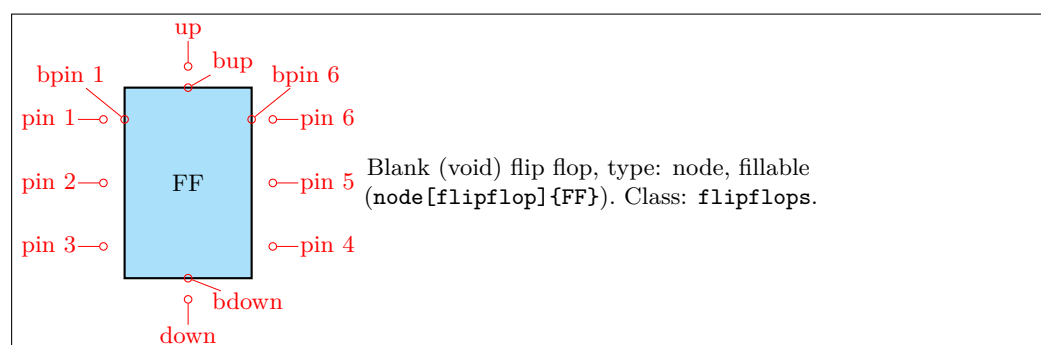 up
bup
bpin 1
bpin 6
pin 1
pin 6
pin 2
FF
pin 5
Blank (void) flip flop, type: node, fillable
(node[flipflop]{FF}). Class: flipflops.
pin 3
pin 4
bdown
down